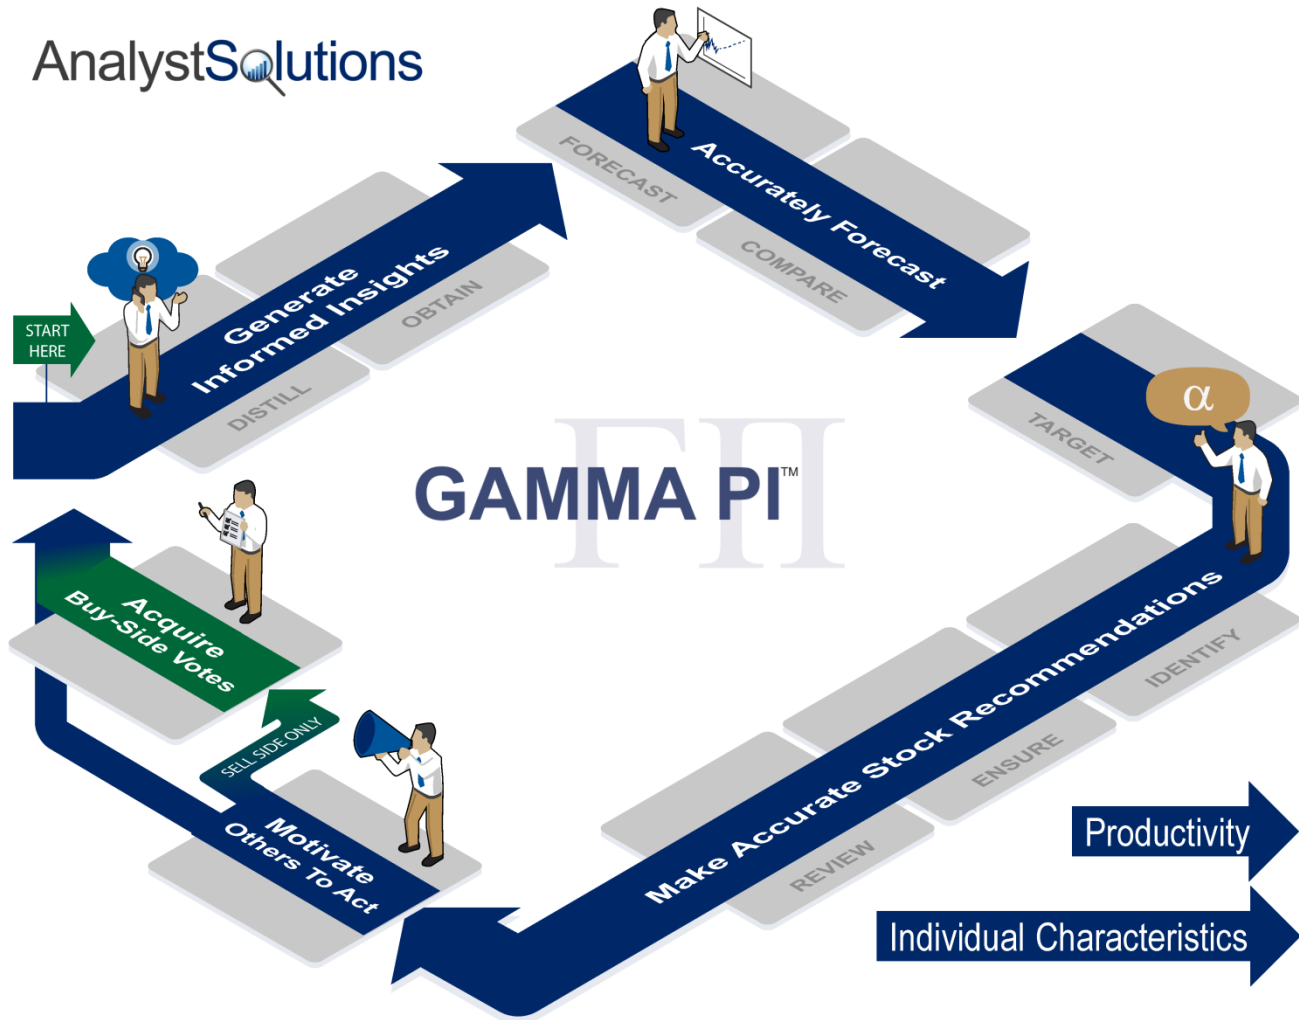 AnalystSolutions
START
HERE
Generate
Informed Insights
DISTILL
OBTAIN
Accurately Forecast
FORECAST
COMPARE
TARGET
α
Make Accurate Stock Recommendations
IDENTIFY
ENSURE
REVIEW
Motivate
Others To Act
SELL SIDE ONLY
Acquire
Buy-Side Votes
ΓΠ
GAMMA PI™
Productivity
Individual Characteristics